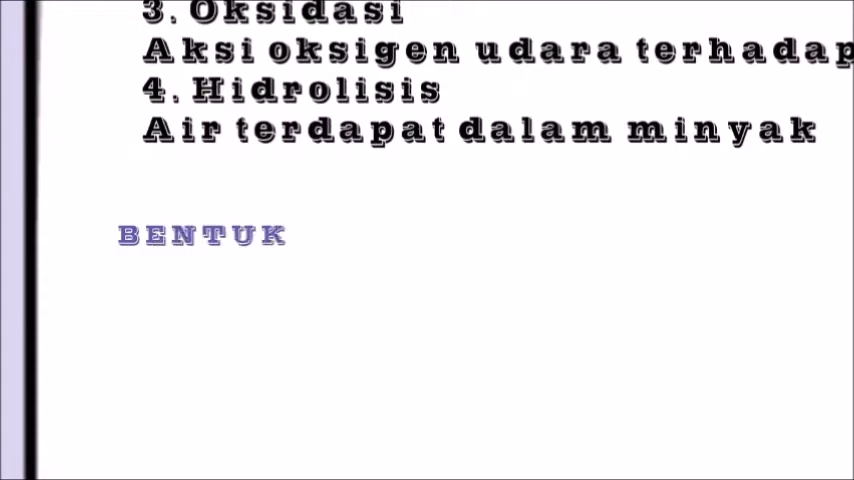 3. Oksidasi
Aksi oksigen udara terhadap
4. Hidrolisis
Air terdapat dalam minyak
BENTUK